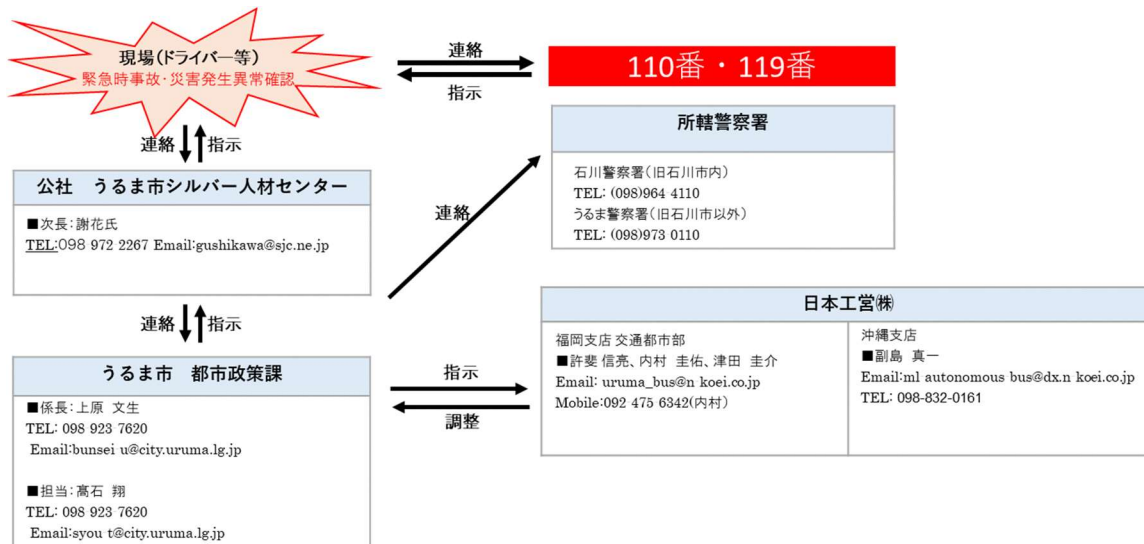 現場(ドライバー等)
緊急時事故・災害発生異常確認
連絡
指示
110番・119番
連絡
指示
所轄警察署
石川警察署(旧石川市内)
TEL: (098)964 4110
うるま警察署(旧石川市以外)
TEL: (098)973 0110
公社 うるま市シルバー人材センター
■次長:謝花氏
TEL:098 972 2267 Email:gushikawa@sjc.ne.jp
連絡
連絡
指示
日本工営㈱
福岡支店 交通都市部
■許斐 信亮、内村 圭佑、津田 圭介
Email: uruma_bus@n koei.co.jp
Mobile:092 475 6342(内村)
沖縄支店
■副島 真一
Email:ml autonomous bus@dx.n koei.co.jp
TEL: 098-832-0161
うるま市 都市政策課
■係長:上原 文生
TEL: 098 923 7620
Email:bunsei u@city.uruma.lg.jp
■担当:髙石 翔
TEL: 098 923 7620
Email:syou t@city.uruma.lg.jp
指示
調整